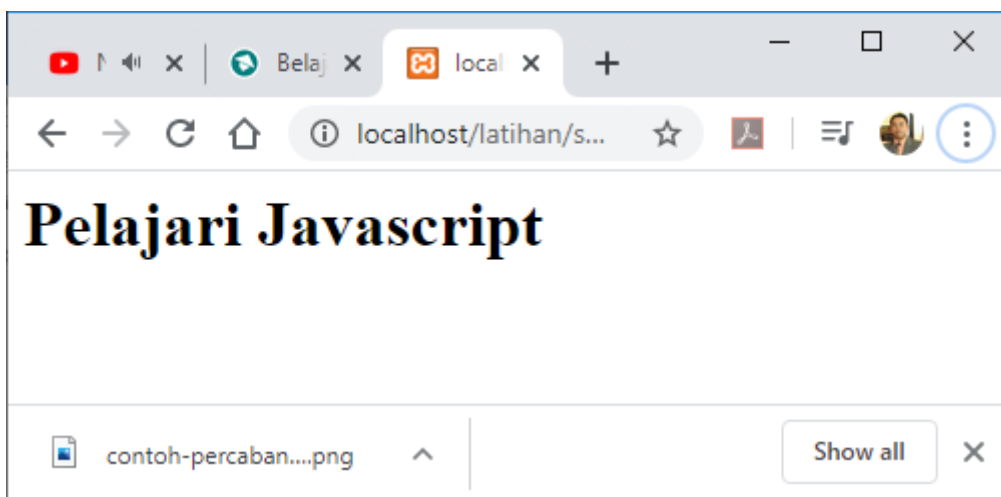 Belaj
local
localhost/latihan/s...
Pelajari Javascript
contoh-percaban....png
Show all